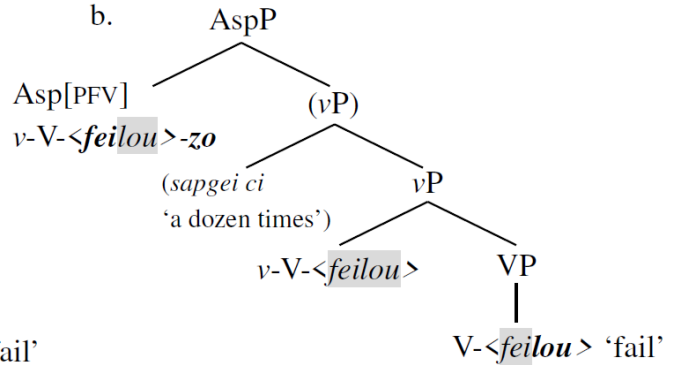 b.
AspP
Asp[PFV]
(vP)
v-V-<feilou>-zo
(sapgei ci
vP
‘a dozen times’)
v-V-<feilou>
VP
ail’
V-<feilou> ‘fail’